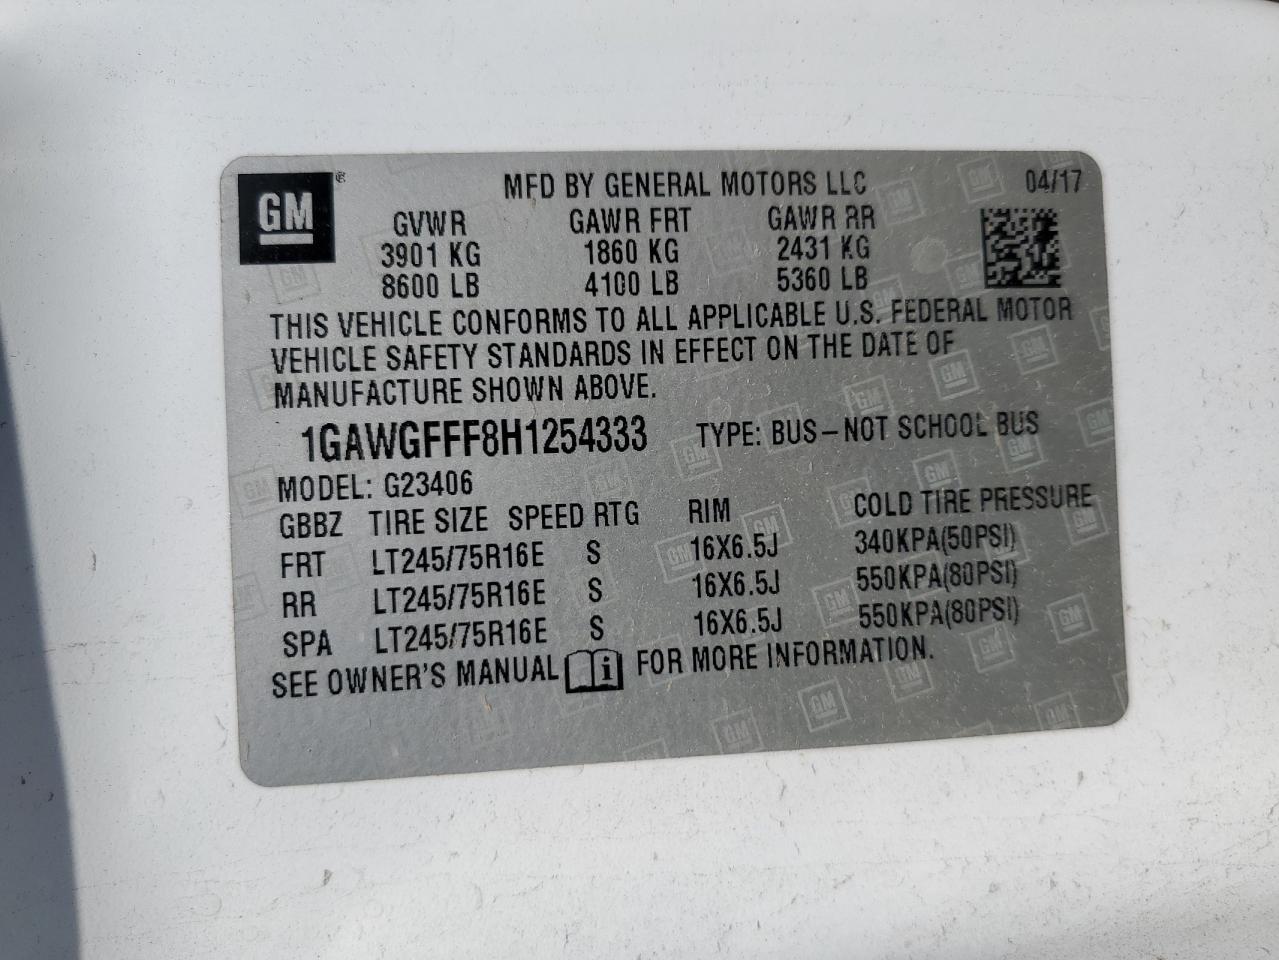 GM ®
MFD BY GENERAL MOTORS LLC 04/17
GVWR GAWR FRT GAWR RR
3901 KG 1860 KG 2431 KG
8600 LB 4100 LB 5360 LB
THIS VEHICLE CONFORMS TO ALL APPLICABLE U.S. FEDERAL MOTOR
VEHICLE SAFETY STANDARDS IN EFFECT ON THE DATE OF
MANUFACTURE SHOWN ABOVE.
1GAWGFFF8H1254333 TYPE: BUS–NOT SCHOOL BUS
MODEL: G23406
GBBZ TIRE SIZE SPEED RTG RIM COLD TIRE PRESSURE
FRT LT245/75R16E S 16X6.5J 340KPA(50PSI)
RR LT245/75R16E S 16X6.5J 550KPA(80PSI)
SPA LT245/75R16E S 16X6.5J 550KPA(80PSI)
SEE OWNER'S MANUAL i FOR MORE INFORMATION.